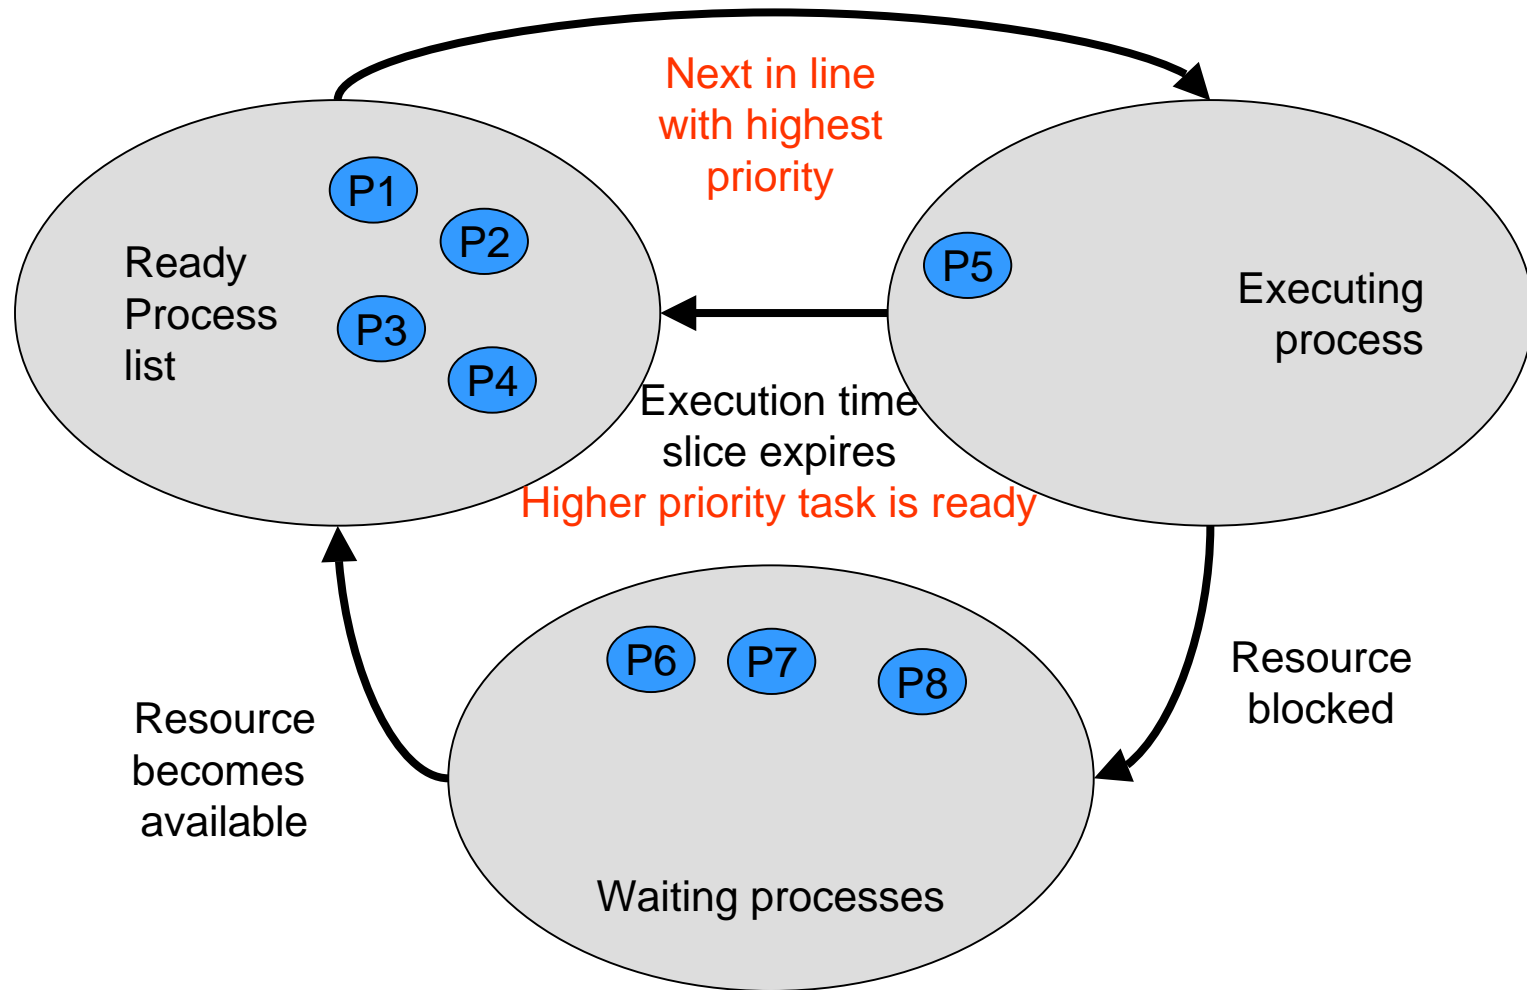 Next in line
with highest
priority
P1
P2
P3
P4
Ready
Process
list
P5
Executing
process
Execution time
slice expires
Higher priority task is ready
P6
P7
P8
Waiting processes
Resource
blocked
Resource
becomes
available